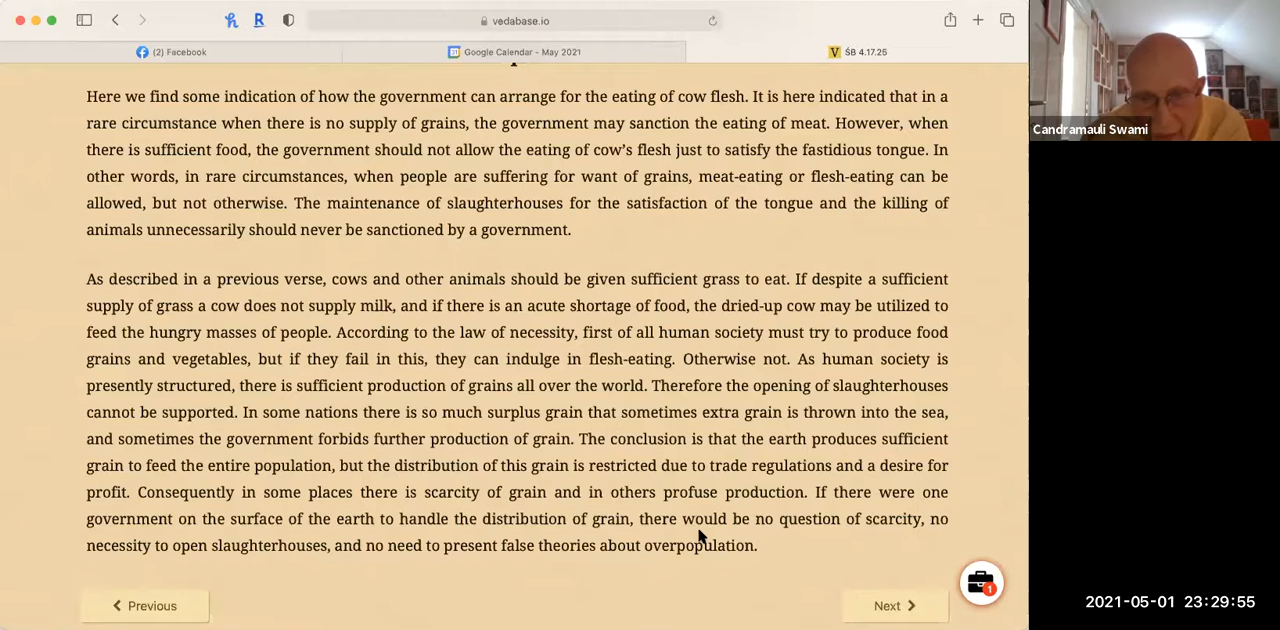 vedabase.io
(2) Facebook
Google Calendar - May 2021
ŚB 4.17.25
Here we find some indication of how the government can arrange for the eating of cow flesh. It is here indicated that in a
rare circumstance when there is no supply of grains, the government may sanction the eating of meat. However, when
there is sufficient food, the government should not allow the eating of cow's flesh just to satisfy the fastidious tongue. In
other words, in rare circumstances, when people are suffering for want of grains, meat-eating or flesh-eating can be
allowed, but not otherwise. The maintenance of slaughterhouses for the satisfaction of the tongue and the killing of
animals unnecessarily should never be sanctioned by a government.
As described in a previous verse, cows and other animals should be given sufficient grass to eat. If despite a sufficient
supply of grass a cow does not supply milk, and if there is an acute shortage of food, the dried-up cow may be utilized to
feed the hungry masses of people. According to the law of necessity, first of all human society must try to produce food
grains and vegetables, but if they fail in this, they can indulge in flesh-eating. Otherwise not. As human society is
presently structured, there is sufficient production of grains all over the world. Therefore the opening of slaughterhouses
cannot be supported. In some nations there is so much surplus grain that sometimes extra grain is thrown into the sea,
and sometimes the government forbids further production of grain. The conclusion is that the earth produces sufficient
grain to feed the entire population, but the distribution of this grain is restricted due to trade regulations and a desire for
profit. Consequently in some places there is scarcity of grain and in others profuse production. If there were one
government on the surface of the earth to handle the distribution of grain, there would be no question of scarcity, no
necessity to open slaughterhouses, and no need to present false theories about overpopulation.
Previous
Next
1
Candramauli Swami
2021-05-01 23:29:55